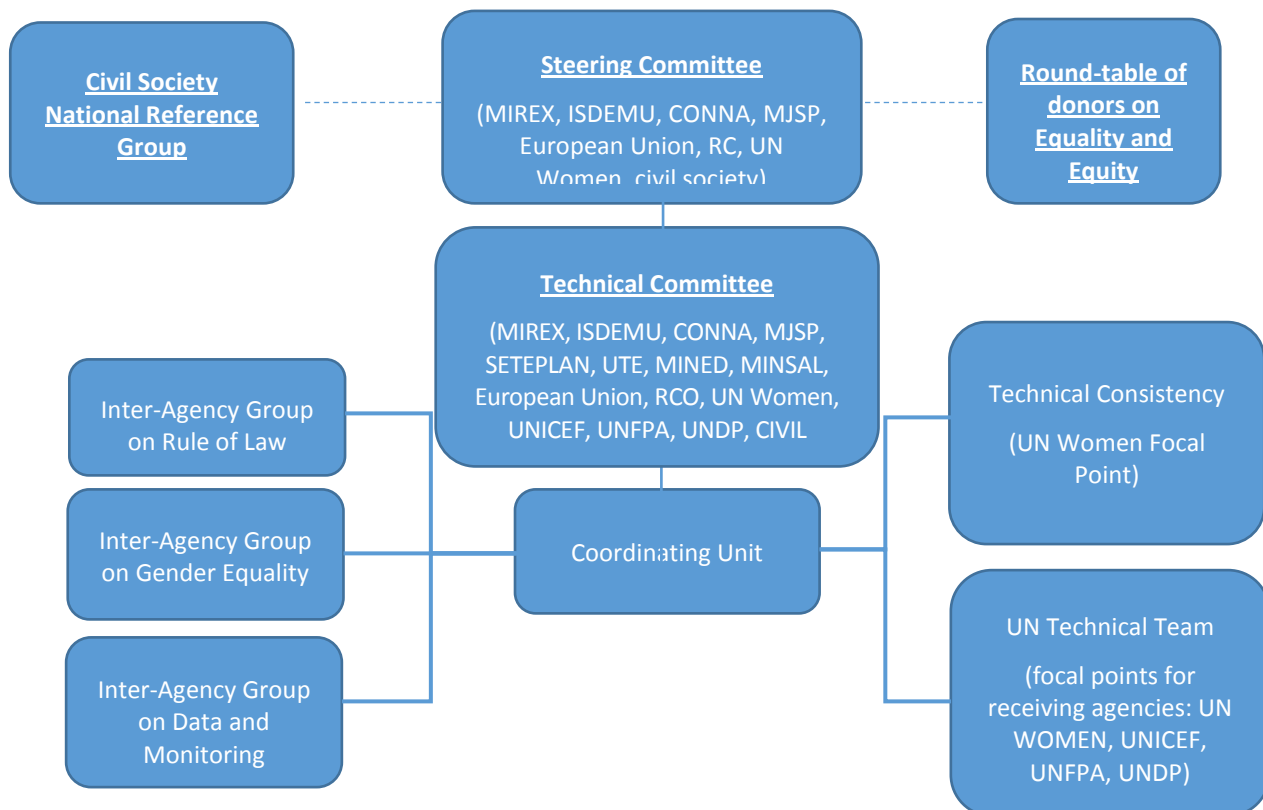 Civil Society
National Reference
Group
Steering Committee
(MIREX, ISDEMU, CONNA, MJSP,
European Union, RC, UN
Women, civil society)
Round-table of
donors on
Equality and
Equity
Technical Committee
(MIREX, ISDEMU, CONNA, MJSP,
SETEPLAN, UTE, MINED, MINSAL,
European Union, RCO, UN Women,
UNICEF, UNFPA, UNDP, CIVIL
Inter-Agency Group
on Rule of Law
Inter-Agency Group
on Gender Equality
Inter-Agency Group
on Data and
Monitoring
Coordinating Unit
Technical Consistency
(UN Women Focal
Point)
UN Technical Team
(focal points for
receiving agencies: UN
WOMEN, UNICEF,
UNFPA, UNDP)